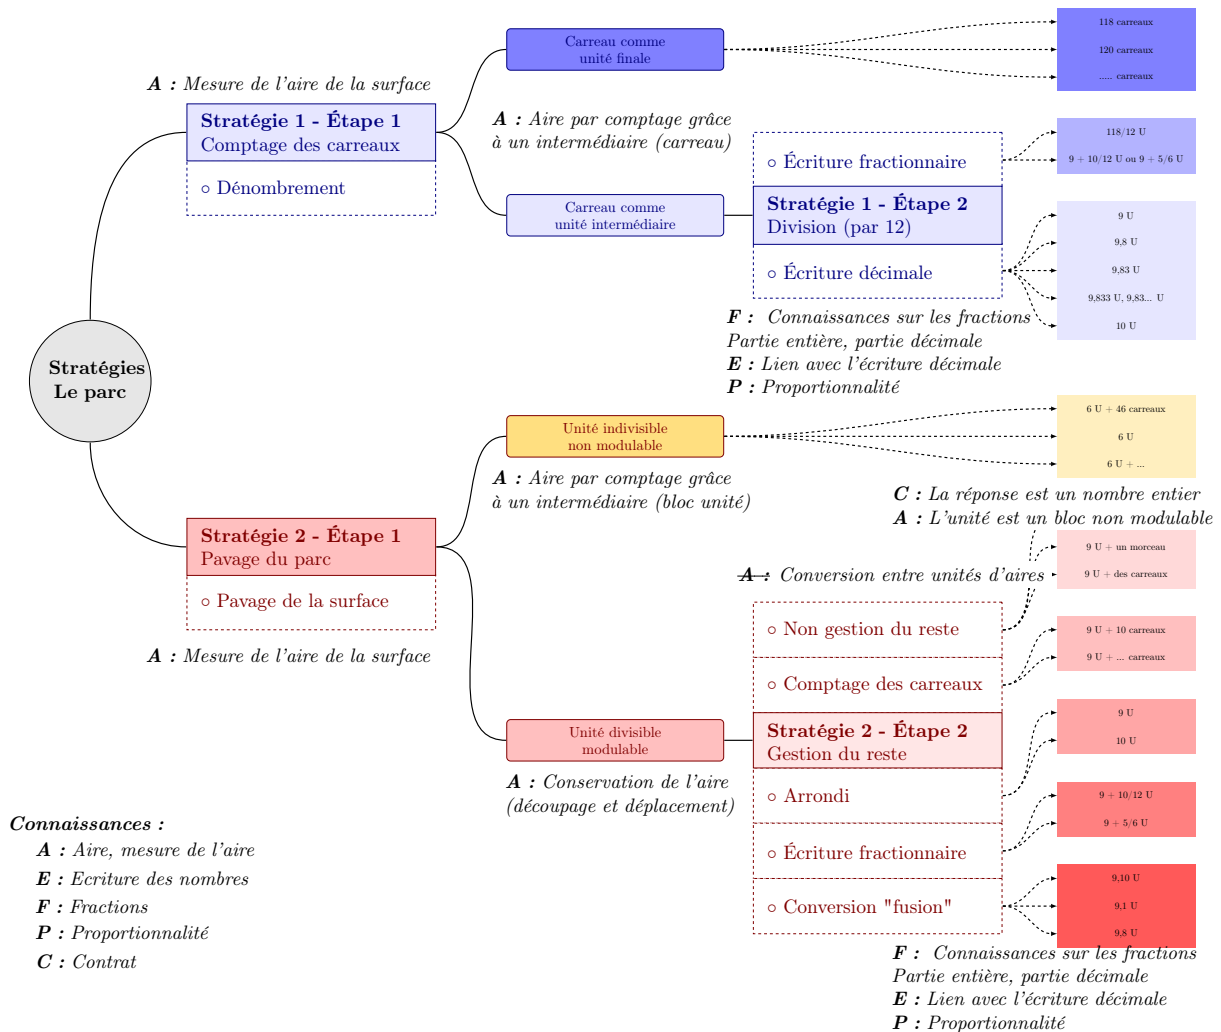 Stratégies
Le parc
A : Mesure de l'aire de la surface
Stratégie 1 - Étape 1
Comptage des carreaux
○ Dénombrement
Carreau comme
unité finale
118 carreaux
120 carreaux
..... carreaux
A : Aire par comptage grâce
à un intermédiaire (carreau)
Carreau comme
unité intermédiaire
○ Écriture fractionnaire
Stratégie 1 - Étape 2
Division (par 12)
○ Écriture décimale
118/12 U
9 + 10/12 U ou 9 + 5/6 U
9 U
9,8 U
9,83 U
9,833 U, 9,83... U
10 U
F : Connaissances sur les fractions
Partie entière, partie décimale
E : Lien avec l'écriture décimale
P : Proportionnalité
Stratégie 2 - Étape 1
Pavage du parc
○ Pavage de la surface
A : Mesure de l'aire de la surface
Unité indivisible
non modulable
A : Aire par comptage grâce
à un intermédiaire (bloc unité)
6 U + 46 carreaux
6 U
6 U + ...
C : La réponse est un nombre entier
A : L'unité est un bloc non modulable
Unité divisible
modulable
A : Conservation de l'aire
(découpage et déplacement)
A : Conversion entre unités d'aires
○ Non gestion du reste
○ Comptage des carreaux
Stratégie 2 - Étape 2
Gestion du reste
○ Arrondi
○ Écriture fractionnaire
○ Conversion "fusion"
9 U + un morceau
9 U + des carreaux
9 U + 10 carreaux
9 U + ... carreaux
9 U
10 U
9 + 10/12 U
9 + 5/6 U
9,10 U
9,1 U
9,8 U
F : Connaissances sur les fractions
Partie entière, partie décimale
E : Lien avec l'écriture décimale
P : Proportionnalité
Connaissances :
A : Aire, mesure de l'aire
E : Ecriture des nombres
F : Fractions
P : Proportionnalité
C : Contrat